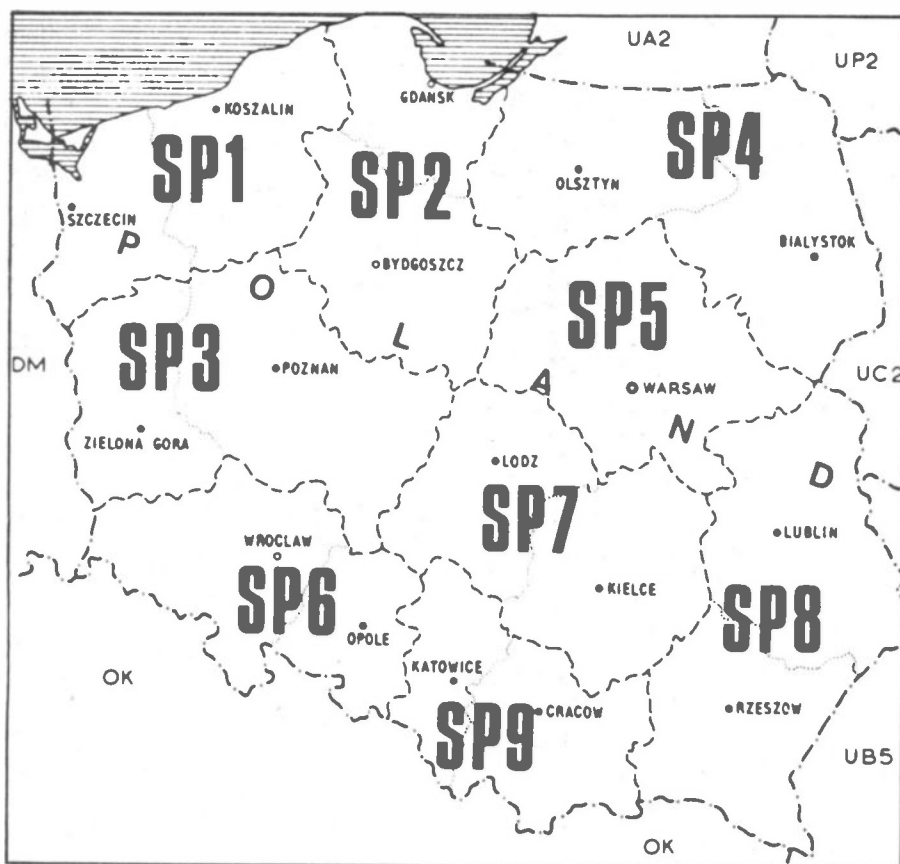 UA2
UP2
GDANSK
KOSZALIN
SP1
SP2
SP4
OLSZTYN
SZCZECIN
P
BIALYSTOK
BYDGOSZCZ
O
SP5
L
SP3
DM
POZNAN
UC2
A
WARSAW
N
ZIELONA GORA
LODZ
D
SP7
LUBLIN
WROCLAW
SP6
KIELCE
SP8
OPOLE
KATOWICE
OK
CRACOW
RZESZOW
SP9
UB5
OK